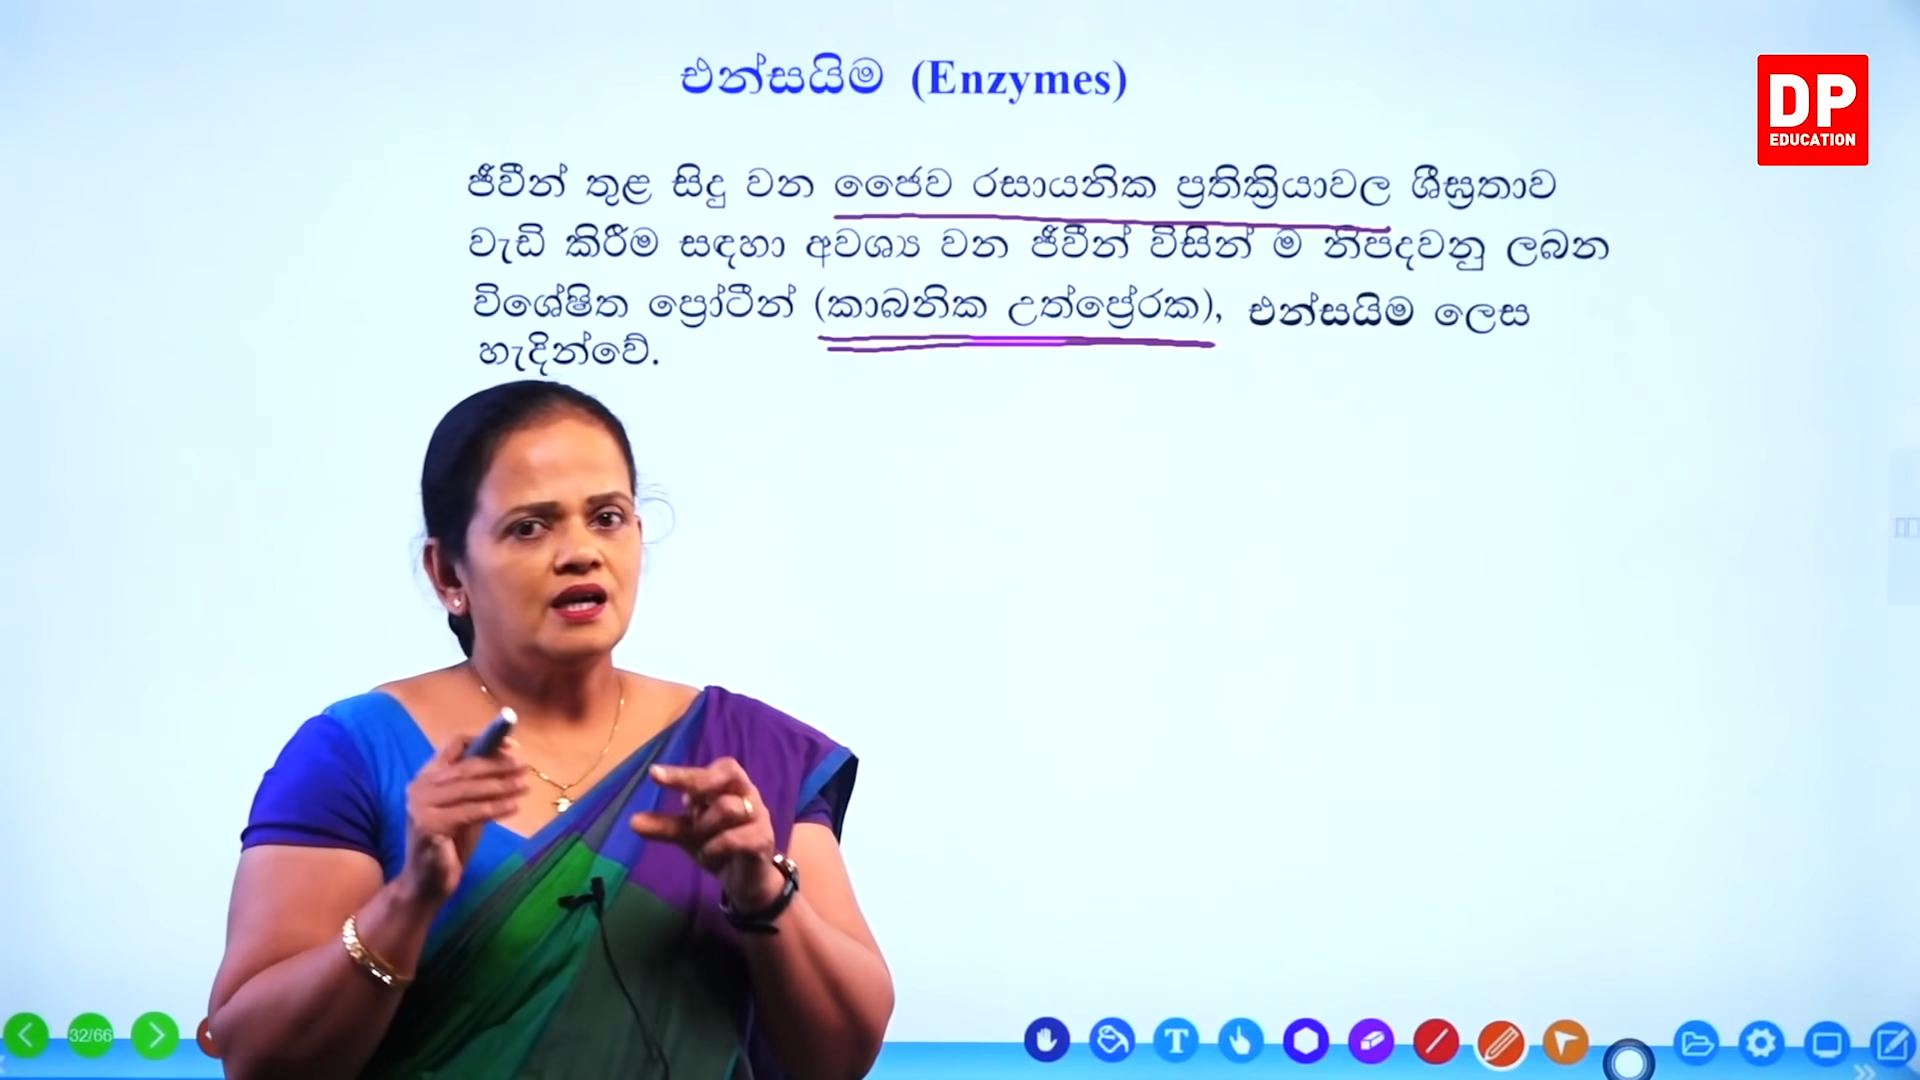 එන්සයිම (Enzymes)
DP
EDUCATION
ජීවීන් තුළ සිදු වන ජෛව රසායනික ප්‍රතික්‍රියාවල ශීඝ්‍රතාව
වැඩි කිරීම සඳහා අවශ්‍ය වන ජීවීන් විසින් ම නිපදවනු ලබන
විශේෂිත ප්‍රෝටීන් (කාබනික උත්ප්‍රේරක), එන්සයිම ලෙස
හැඳින්වේ.
32/66
T